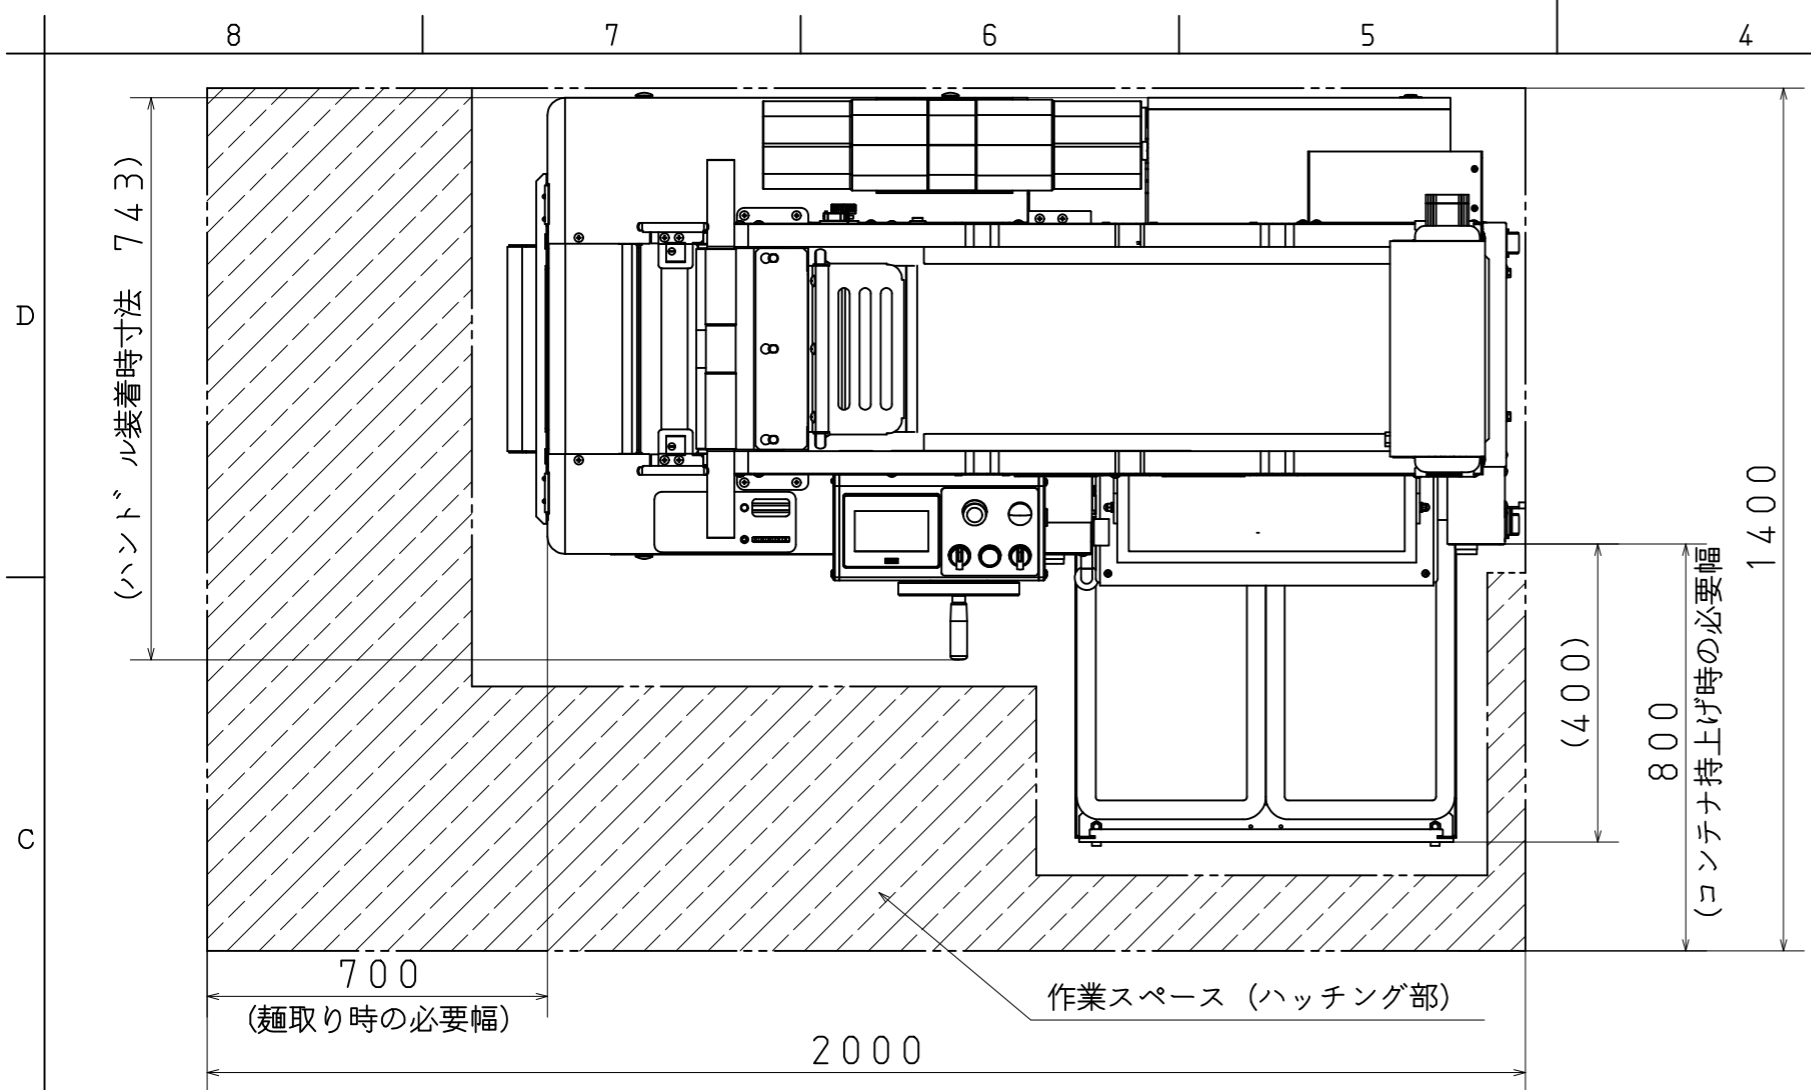 8 7 6 5 4
D
C
(ハンドル装着時寸法 743)
1400
(400)
800
(コンテナ持上げ時の必要幅)
700
(麺取り時の必要幅)
作業スペース (ハッチング部)
2000